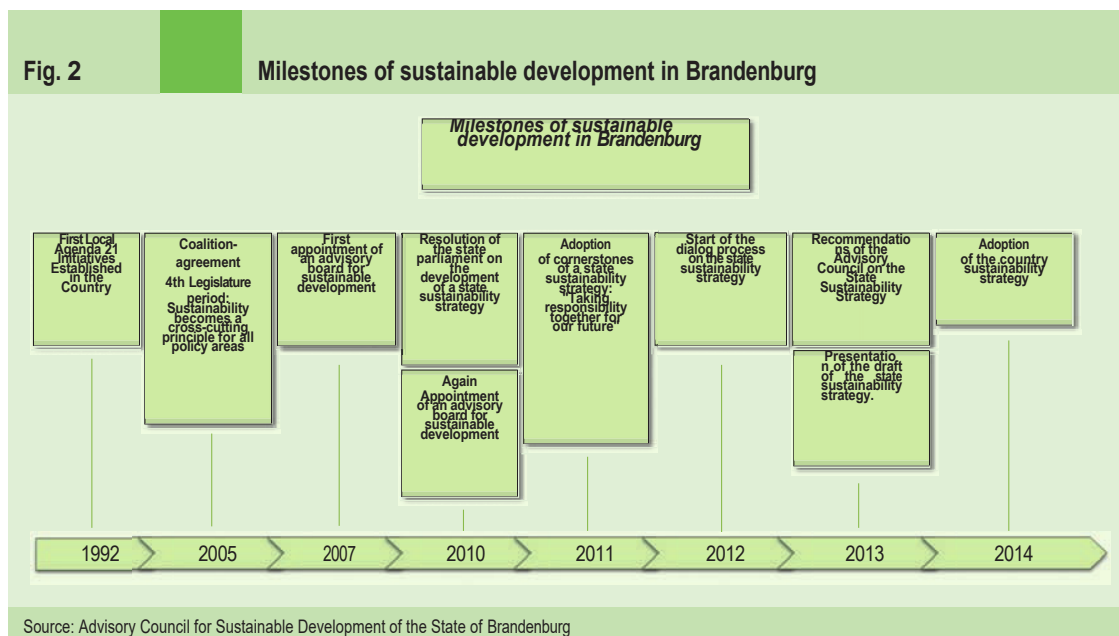 Fig. 2
Milestones of sustainable development in Brandenburg
Milestones of sustainable
development in Brandenburg
First Local
Agenda 21
Initiatives
Established
in the
Country
Coalition-
agreement
4th Legislature
period:
Sustainability
becomes a
cross-cutting
principle for all
policy areas
First
appointment of
an advisory
board for
sustainable
development
Resolution of
the state
parliament on
the
development
of a state
sustainability
strategy
Again
Appointment
of an advisory
board for
sustainable
development
Adoption
of cornerstones
of a state
sustainability
strategy:
"Taking
responsibility
together for
our future"
Start of the
dialog process
on the state
sustainability
strategy
Recommendatio
ns of the
Advisory
Council on the
State
Sustainability
Strategy
Presentatio
n of the draft
of the state
sustainability
strategy.
Adoption
of the country
sustainability
strategy
1992
2005
2007
2010
2011
2012
2013
2014
Source: Advisory Council for Sustainable Development of the State of Brandenburg